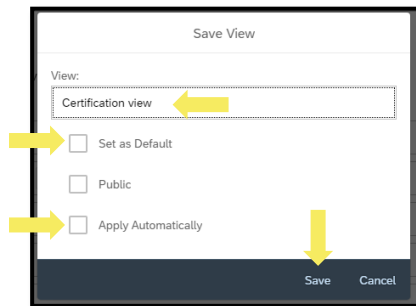 Save View
View:
Certification view
Set as Default
Public
Apply Automatically
Save Cancel